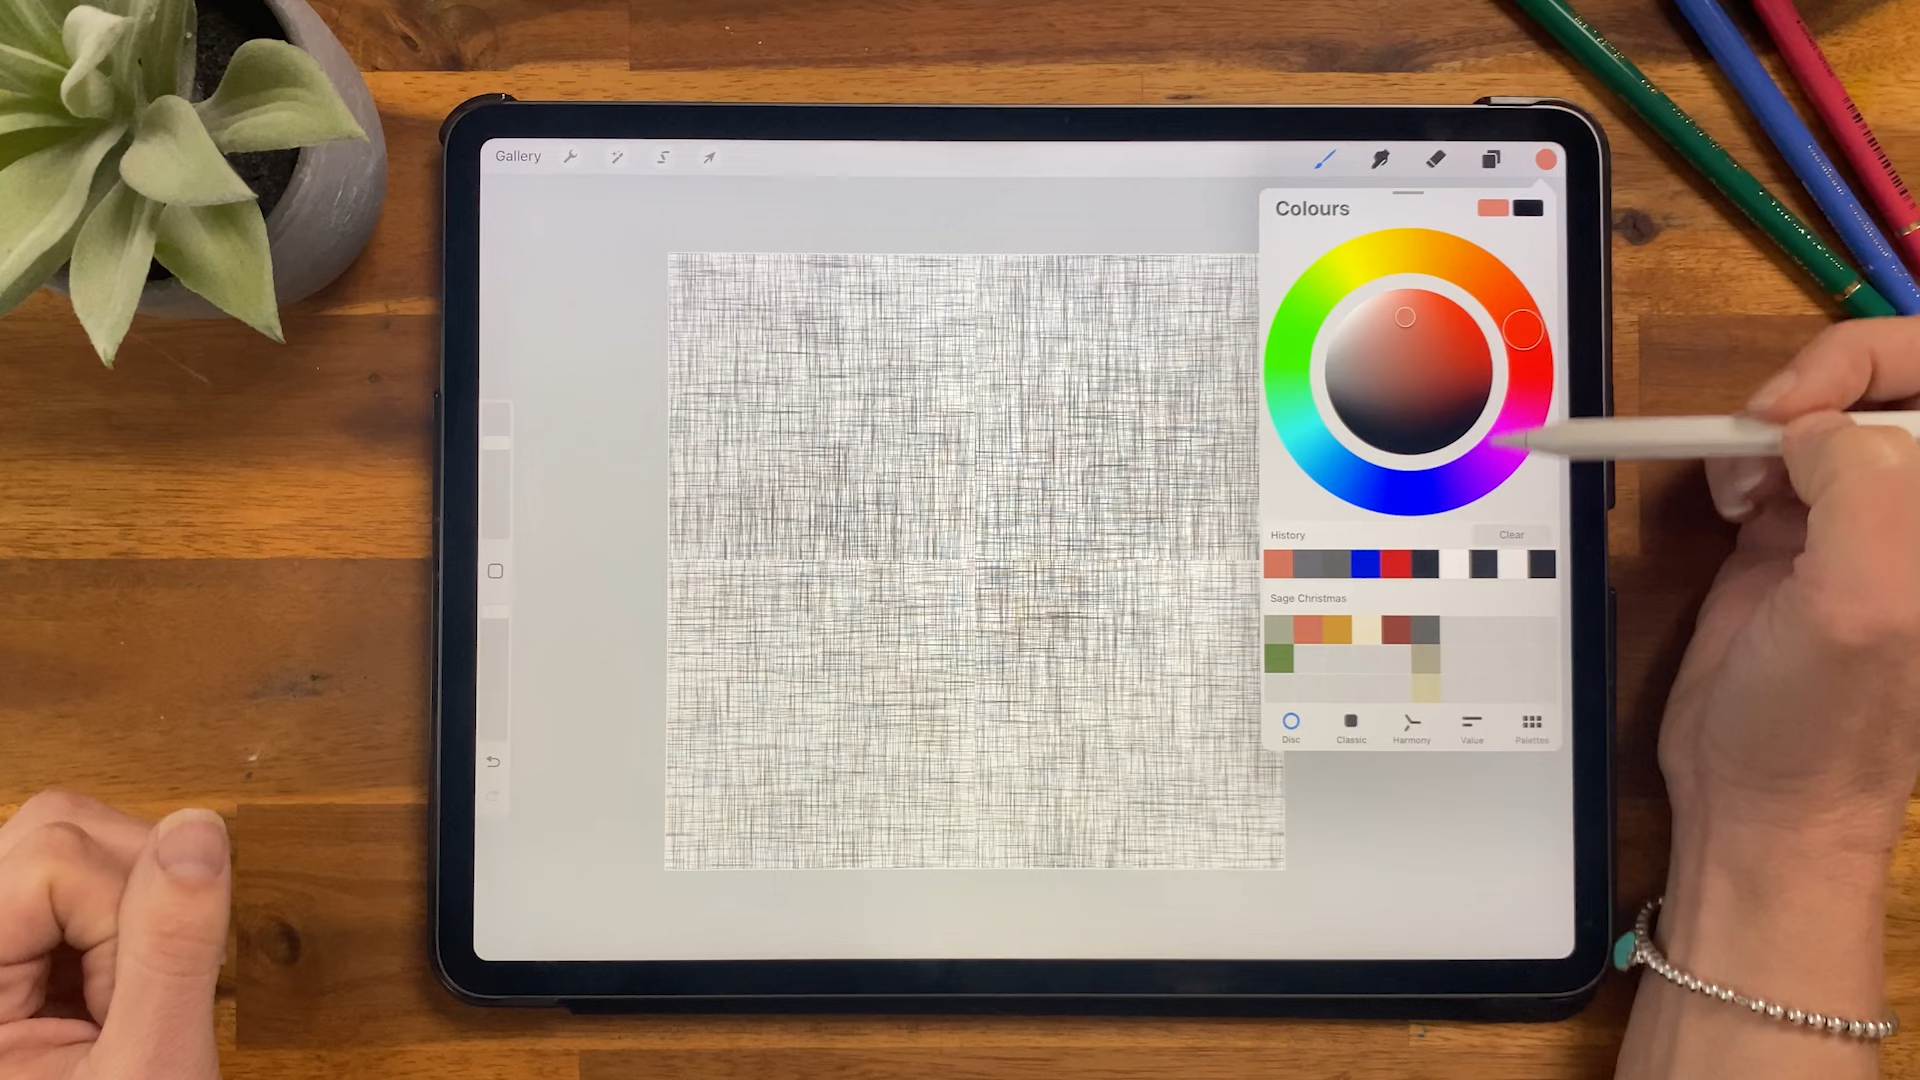 Gallery
Colours
History
Clear
Sage Christmas
Disc
Classic
Harmony
Value
Palettes